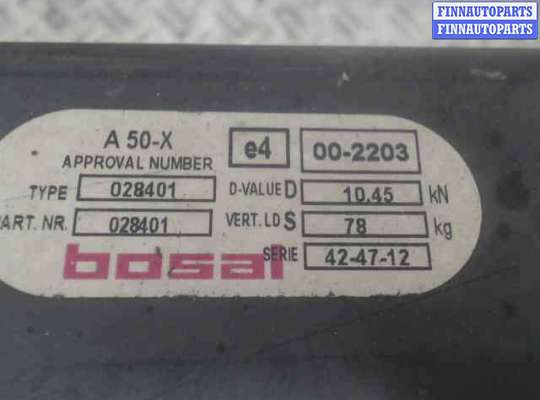 FINNAUTOPARTS
FINNAUTOPARTS
A 50-X
APPROVAL NUMBER
e4
00-2203
TYPE 028401 D-VALUE D 10.45 kN
ART. NR. 028401 VERT. LD S 78 kg
bosal SERIE 42-47-12